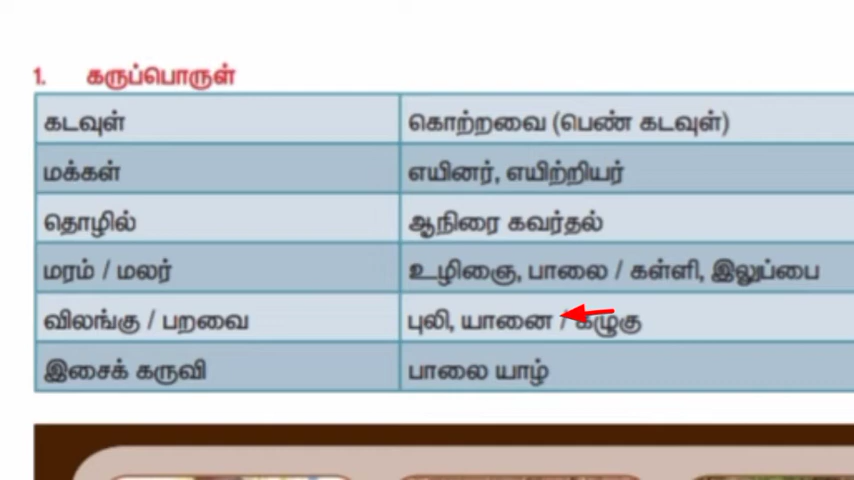 1. கருப்பொருள்
கடவுள் கொற்றவை (பெண் கடவுள்)
மக்கள் எயினர், எயிற்றியர்
தொழில் ஆநிரை கவர்தல்
மரம் / மலர் உழிஞை, பாலை / கள்ளி, இலுப்பை
விலங்கு / பறவை புலி, யானை / கழுகு
இசைக் கருவி பாலை யாழ்